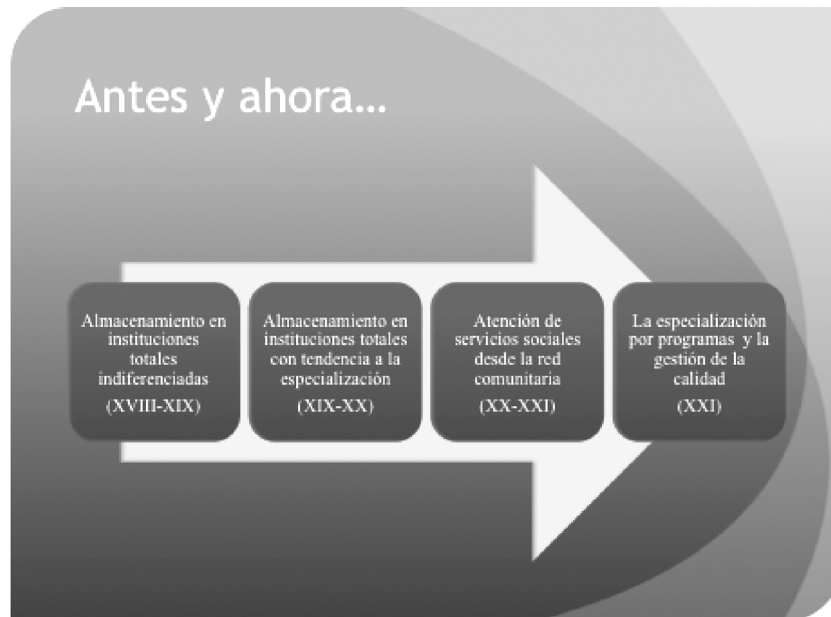 Antes y ahora...
Almacenamiento en
instituciones
totales
indiferenciadas
(XVIII-XIX)
Almacenamiento en
instituciones totales
con tendencia a la
especialización
(XIX-XX)
Atención de
servicios sociales
desde la red
comunitaria
(XX-XXI)
La especialización
por programas y la
gestión de la
calidad
(XXI)